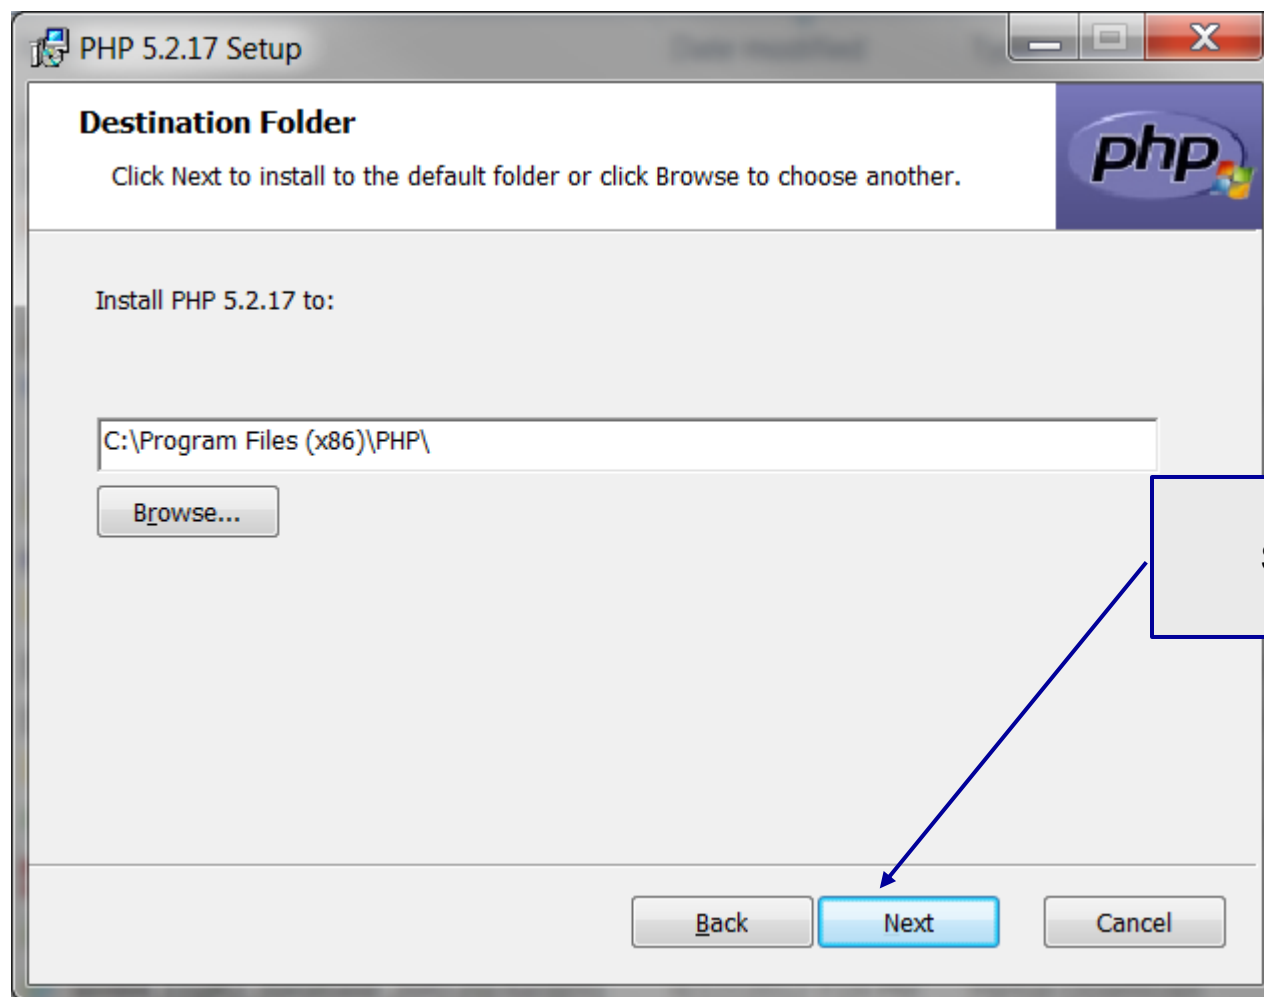 PHP 5.2.17 Setup
Destination Folder
Click Next to install to the default folder or click Browse to choose another.
php
Install PHP 5.2.17 to:
C:\Program Files (x86)\PHP\
Browse...
Back
Next
Cancel